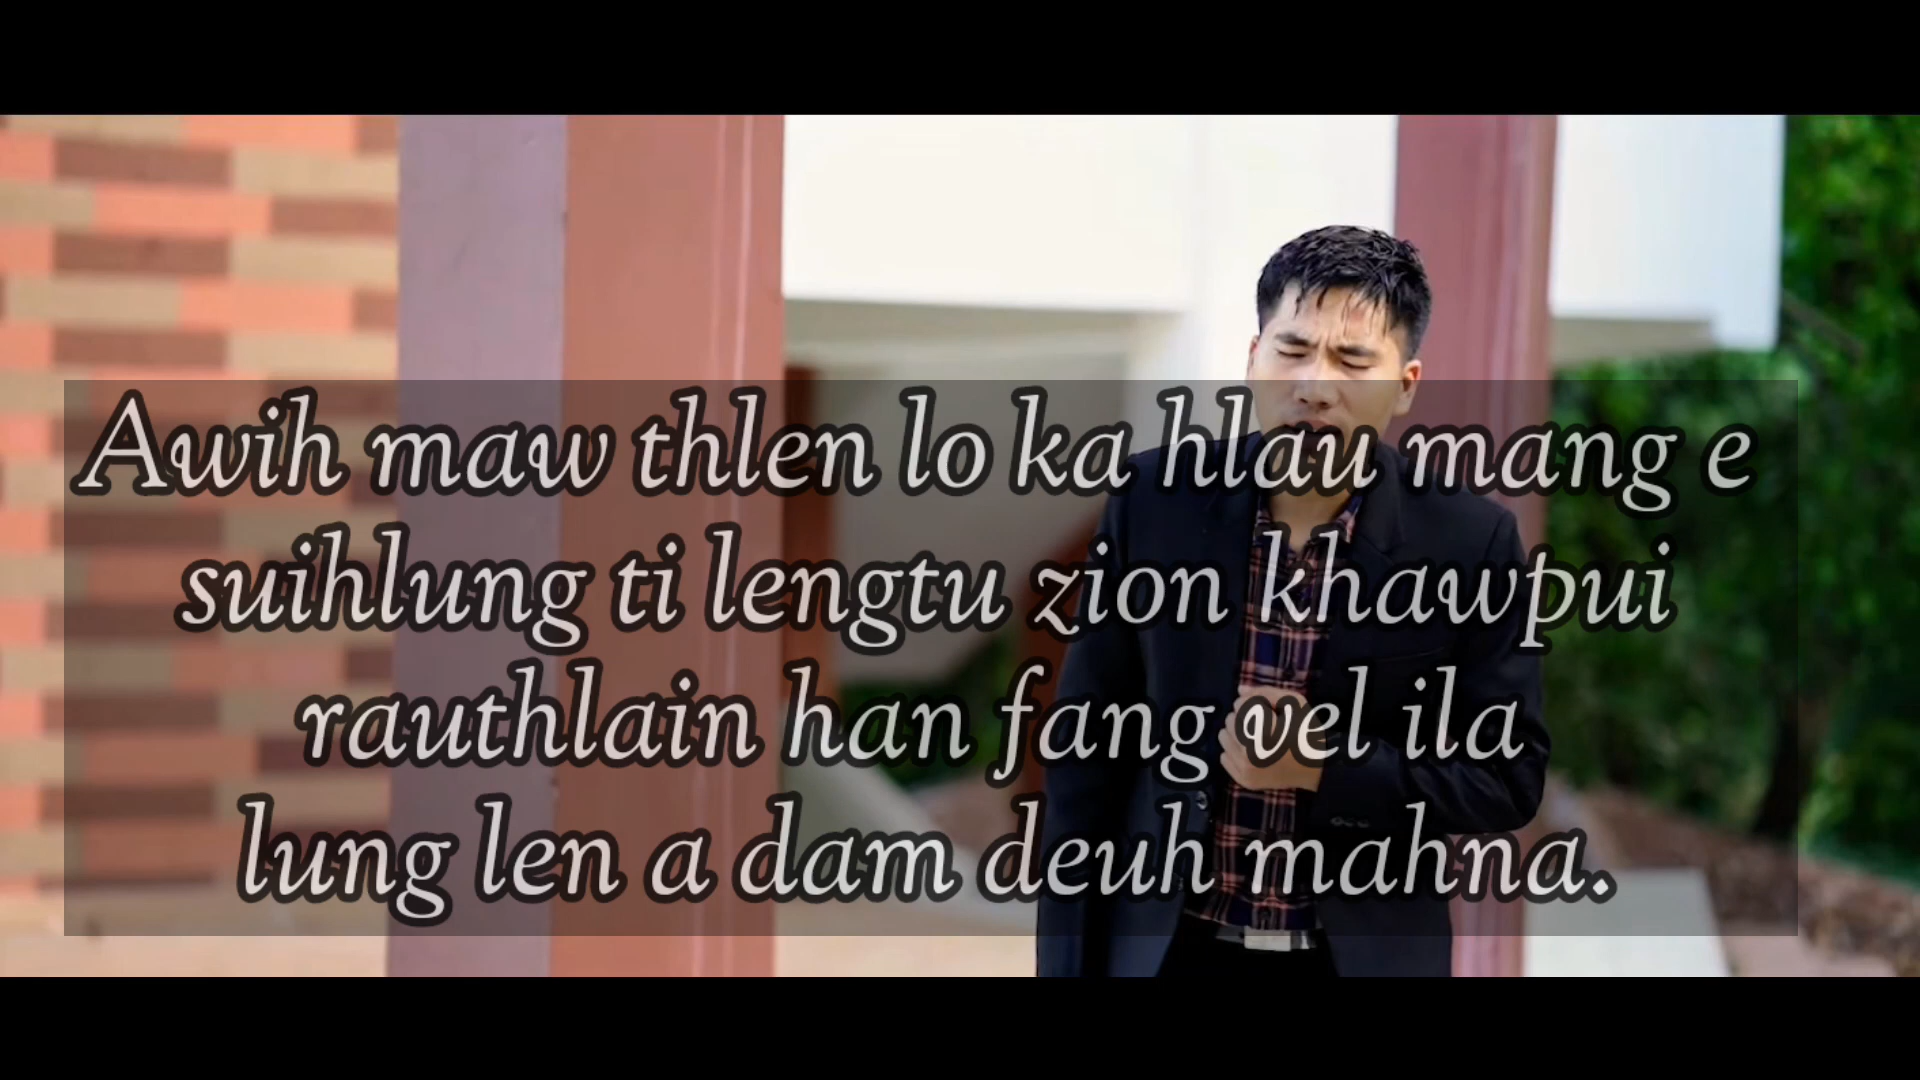 Awih maw thlen lo ka hlau mang e
suihlung ti lengtu zion khawpui
rauthlain han fang vel ila
lung len a dam deuh mahna.